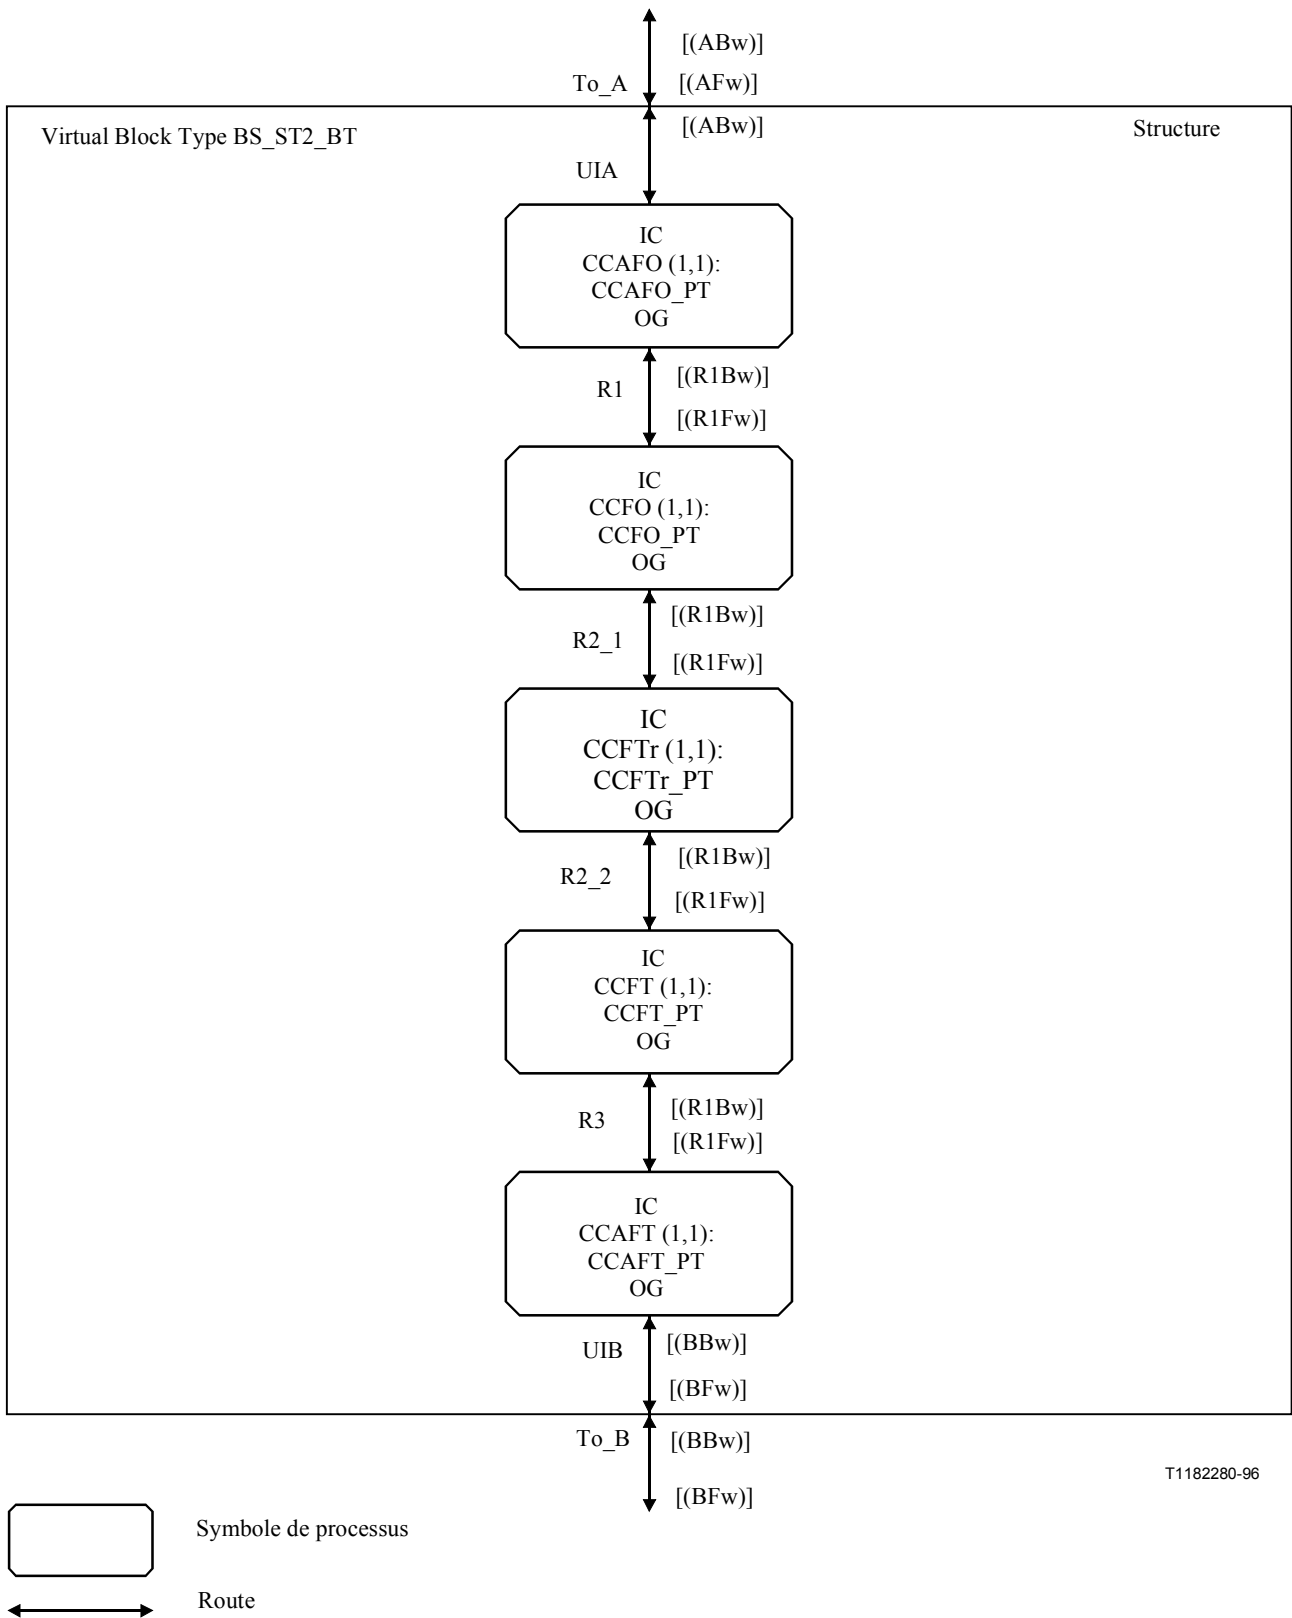 [(ABw)]
To_A
[(AFw)]
Virtual Block Type BS_ST2_BT
[(ABw)]
Structure
UIA
IC
CCAFO (1,1):
CCAFO_PT
OG
[(R1Bw)]
R1
[(R1Fw)]
IC
CCFO (1,1):
CCFO_PT
OG
[(R1Bw)]
R2_1
[(R1Fw)]
IC
CCFTr (1,1):
CCFTr_PT
OG
[(R1Bw)]
R2_2
[(R1Fw)]
IC
CCFT (1,1):
CCFT_PT
OG
[(R1Bw)]
R3
[(R1Fw)]
IC
CCAFT (1,1):
CCAFT_PT
OG
UIB
[(BBw)]
[(BFw)]
To_B
[(BBw)]
[(BFw)]
T1182280-96
Symbole de processus
Route